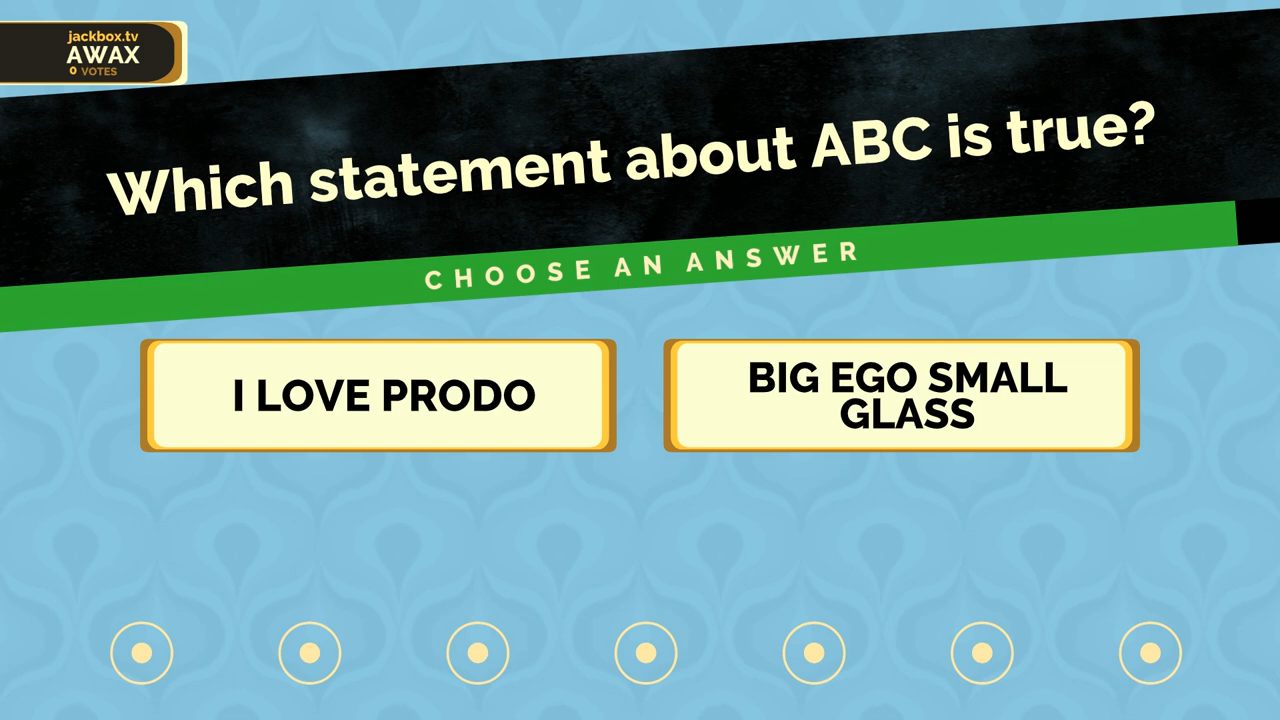 jackbox.tv
AWAX
0 VOTES
Which statement about ABC is true?
CHOOSE AN ANSWER
I LOVE PRODO
BIG EGO SMALL
GLASS